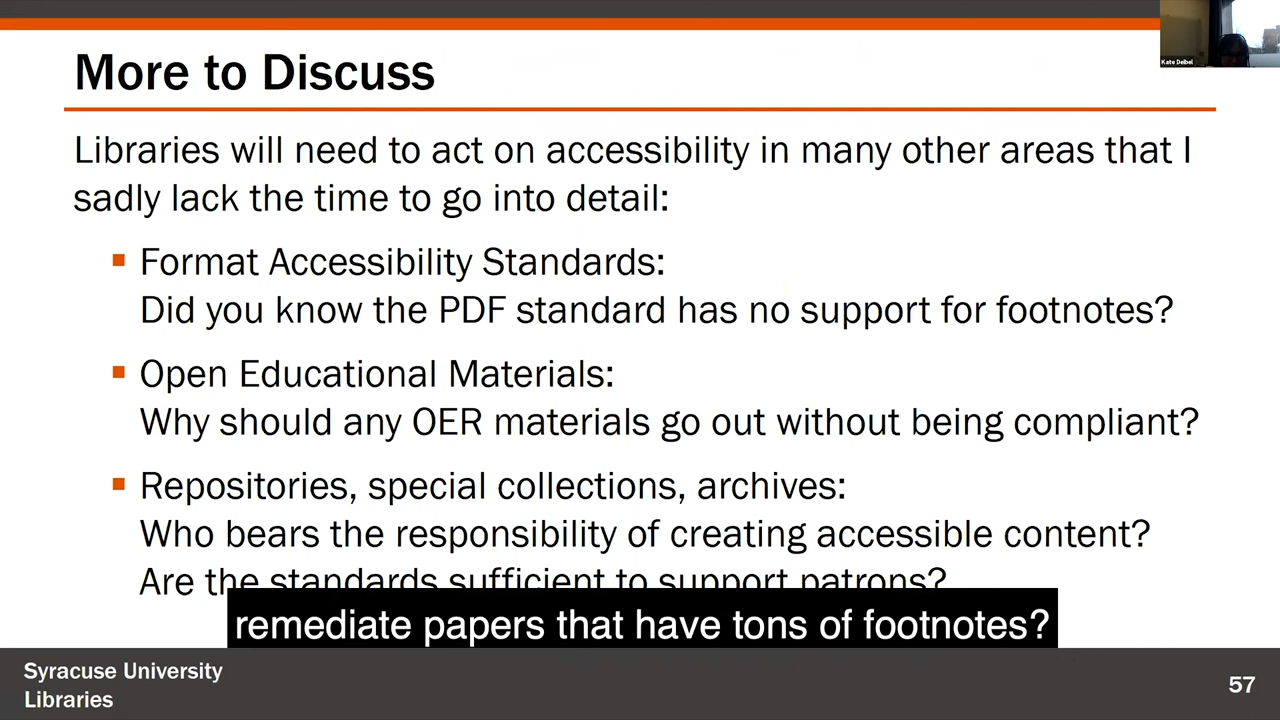 Kate Deibel
More to Discuss
Libraries will need to act on accessibility in many other areas that I
sadly lack the time to go into detail:
▪ Format Accessibility Standards:
Did you know the PDF standard has no support for footnotes?
▪ Open Educational Materials:
Why should any OER materials go out without being compliant?
▪ Repositories, special collections, archives:
Who bears the responsibility of creating accessible content?
Are the standards sufficient to support patrons?
remediate papers that have tons of footnotes?
Syracuse University
Libraries
57